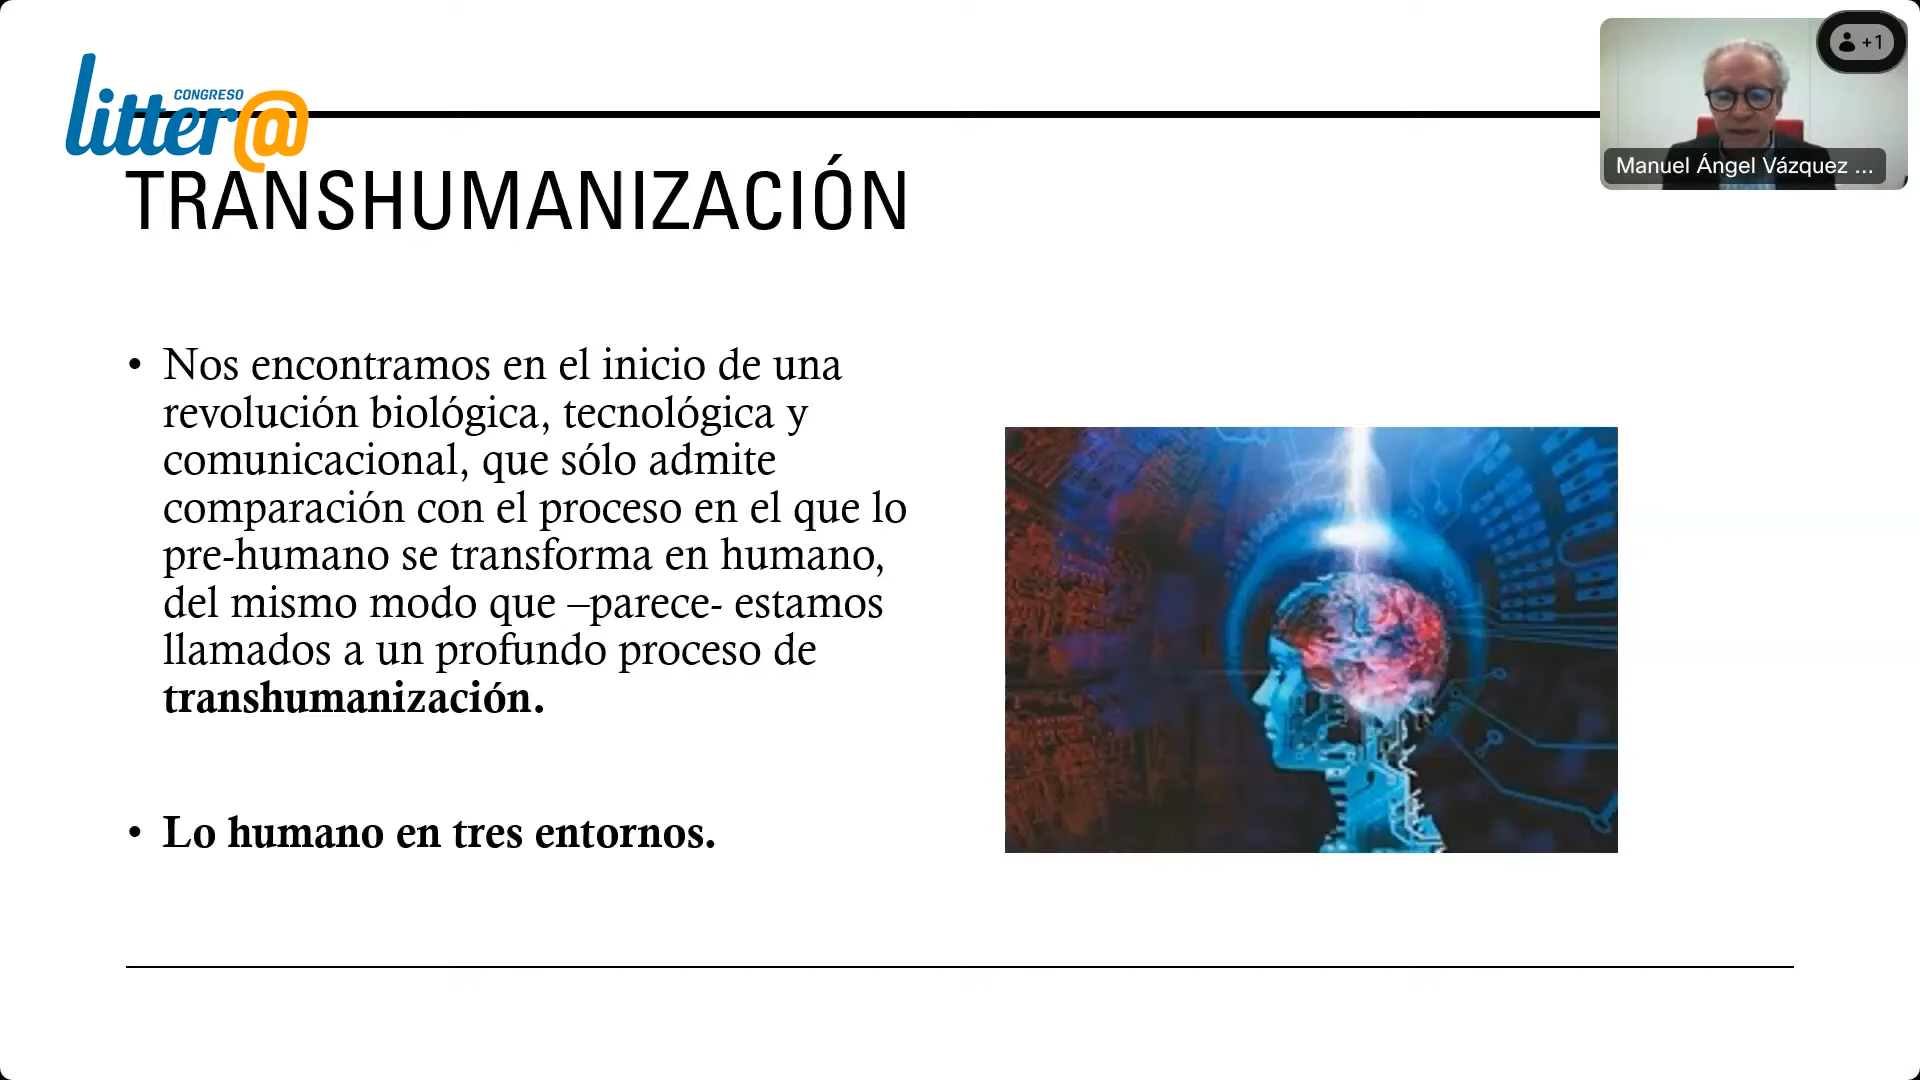 CONGRESO
litter@
+1
Manuel Ángel Vázquez ...
TRANSHUMANIZACIÓN
• Nos encontramos en el inicio de una
revolución biológica, tecnológica y
comunicacional, que sólo admite
comparación con el proceso en el que lo
pre-humano se transforma en humano,
del mismo modo que –parece- estamos
llamados a un profundo proceso de
transhumanización.
• Lo humano en tres entornos.